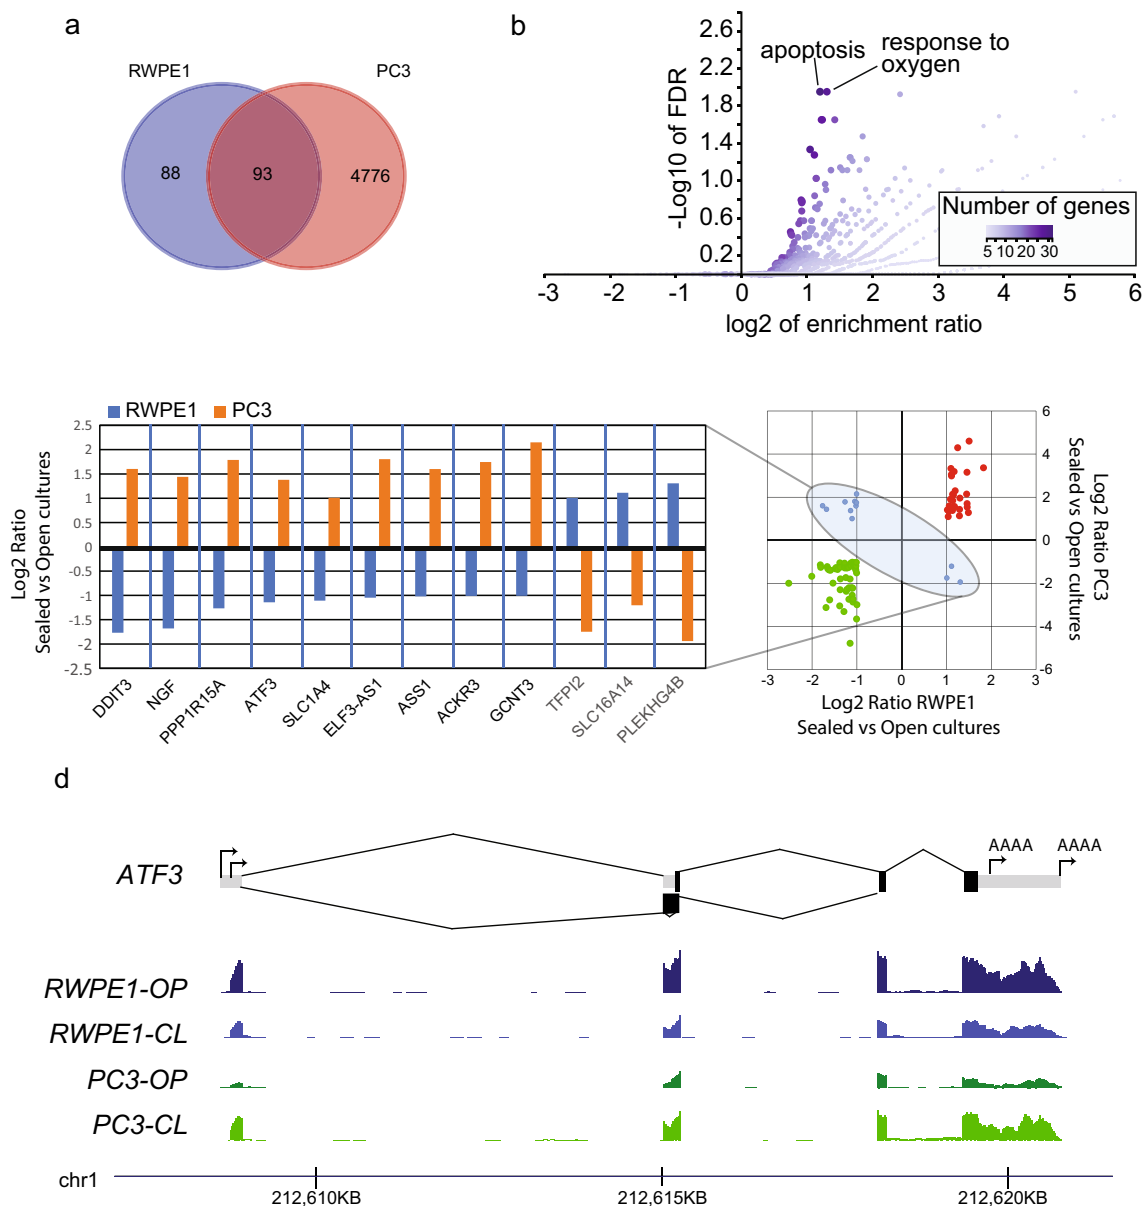 a
RWPE1
PC3
88
93
4776
b
2.6
2.2
1.8
1.4
1.0
0.6
0.2
-Log10 of FDR
apoptosis
response to
oxygen
Number of genes
5 10 20 30
-3 -2 -1 0 1 2 3 4 5 6
log2 of enrichment ratio
RWPE1 PC3
2.5
2
1.5
1
0.5
0
-0.5
-1
-1.5
-2
-2.5
Log2 Ratio
Sealed vs Open cultures
DDIT3
NGF
PPP1R15A
ATF3
SLC1A4
ELF3-AS1
ASS1
ACKR3
GCNT3
TFPI2
SLC16A14
PLEKHG4B
6
4
2
0
-2
-4
-6
Log2 Ratio PC3
Sealed vs Open cultures
-3 -2 -1 0 1 2 3
Log2 Ratio RWPE1
Sealed vs Open cultures
d
ATF3
AAAA AAAA
RWPE1-OP
RWPE1-CL
PC3-OP
PC3-CL
chr1
212,610KB 212,615KB 212,620KB